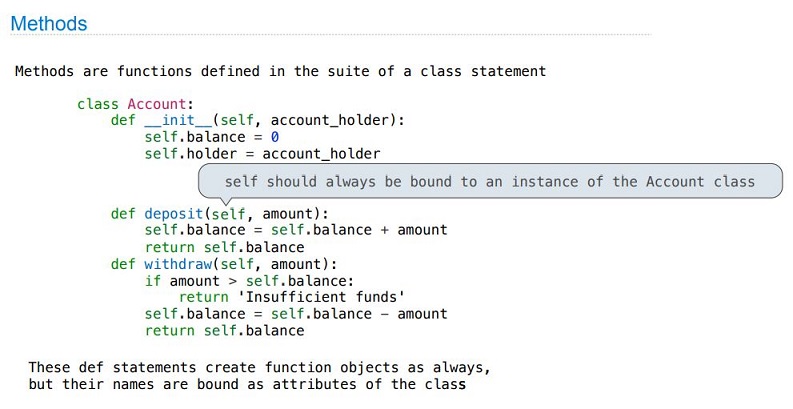 Methods
Methods are functions defined in the suite of a class statement
class Account:
    def __init__(self, account_holder):
        self.balance = 0
        self.holder = account_holder
self should always be bound to an instance of the Account class
    def deposit(self, amount):
        self.balance = self.balance + amount
        return self.balance
    def withdraw(self, amount):
        if amount > self.balance:
            return 'Insufficient funds'
        self.balance = self.balance - amount
        return self.balance
These def statements create function objects as always,
but their names are bound as attributes of the class